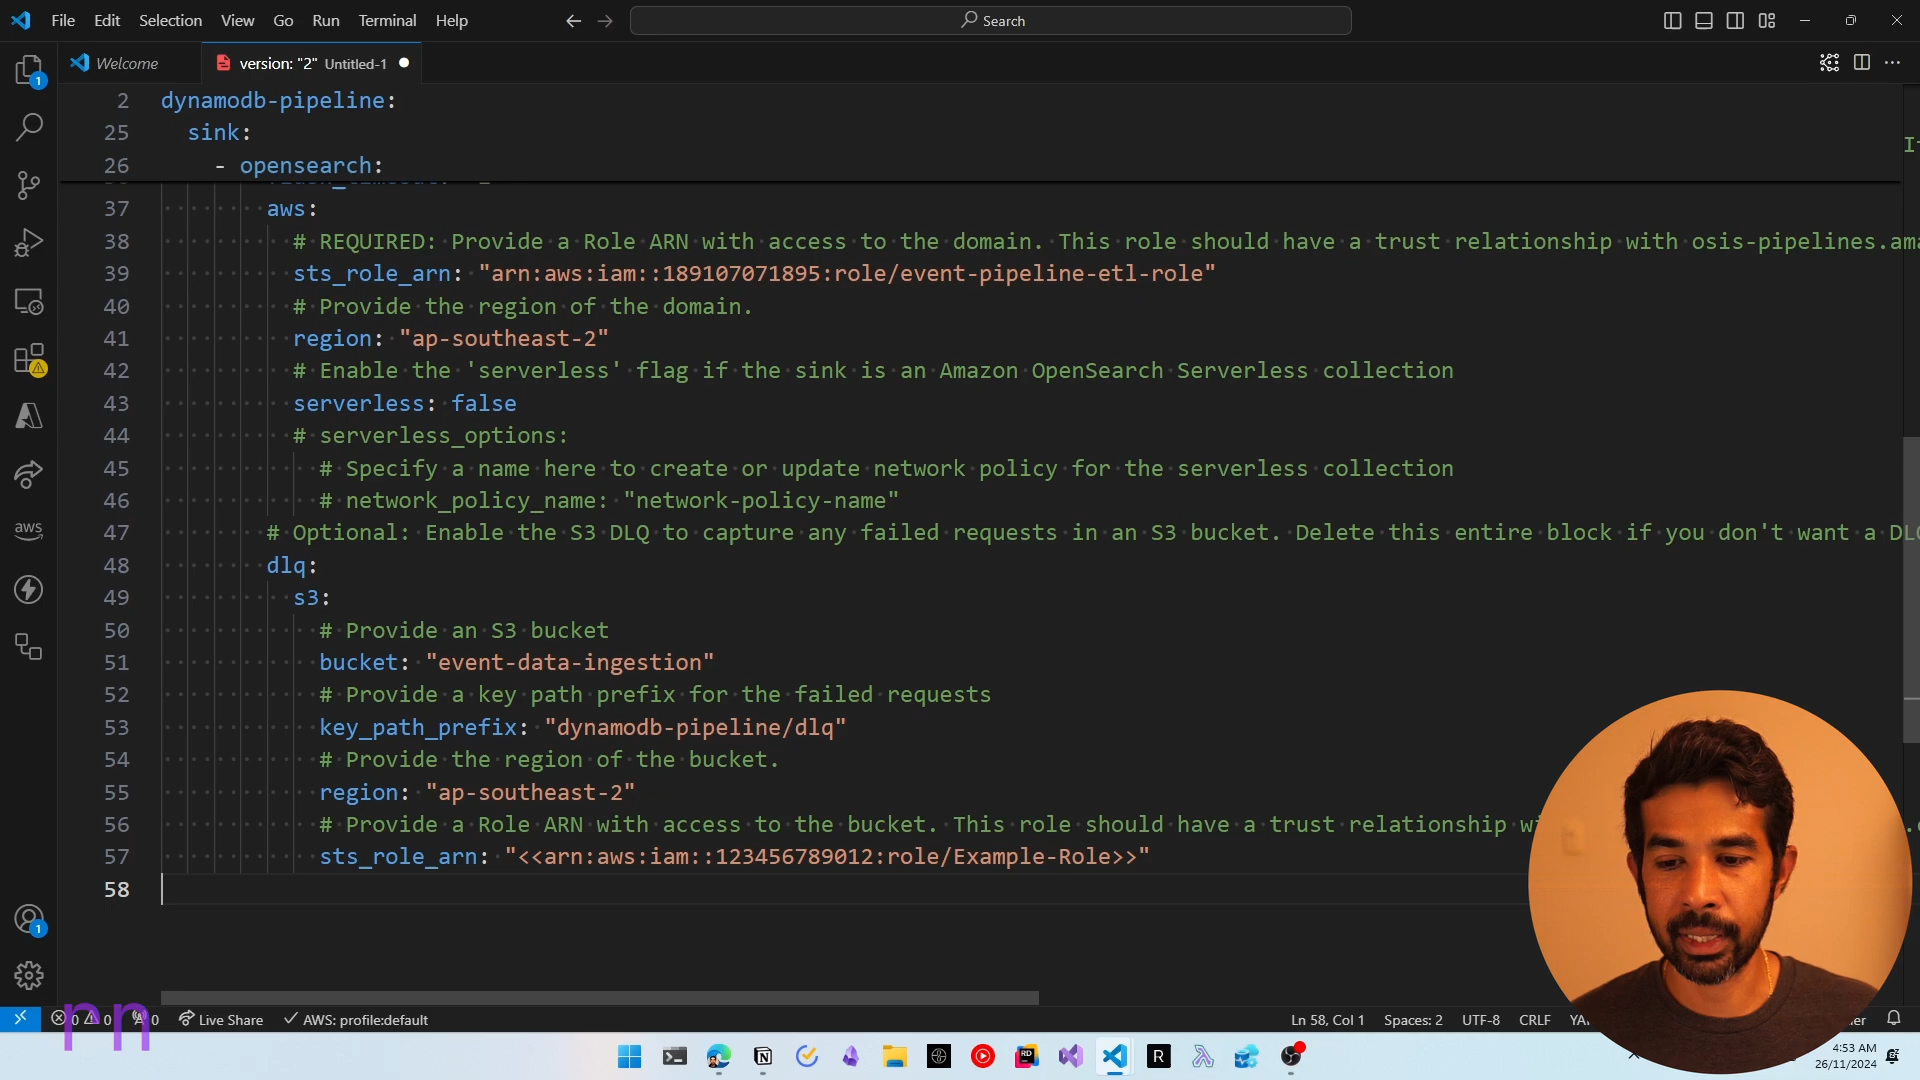 File Edit Selection View Go Run Terminal Help
Search
Welcome
version: "2" Untitled-1
2 dynamodb-pipeline:
25 sink:
26 - opensearch:
37 aws:
38 # REQUIRED: Provide a Role ARN with access to the domain. This role should have a trust relationship with osis-pipelines.ama
39 sts_role_arn: "arn:aws:iam::189107071895:role/event-pipeline-etl-role"
40 # Provide the region of the domain.
41 region: "ap-southeast-2"
42 # Enable the 'serverless' flag if the sink is an Amazon OpenSearch Serverless collection
43 serverless: false
44 # serverless_options:
45 # Specify a name here to create or update network policy for the serverless collection
46 # network_policy_name: "network-policy-name"
47 # Optional: Enable the S3 DLQ to capture any failed requests in an S3 bucket. Delete this entire block if you don't want a DLQ
48 dlq:
49 s3:
50 # Provide an S3 bucket
51 bucket: "event-data-ingestion"
52 # Provide a key path prefix for the failed requests
53 key_path_prefix: "dynamodb-pipeline/dlq"
54 # Provide the region of the bucket.
55 region: "ap-southeast-2"
56 # Provide a Role ARN with access to the bucket. This role should have a trust relationship
57 sts_role_arn: "<<arn:aws:iam::123456789012:role/Example-Role>>"
58
aws
1
1
rn
0 0 0 Live Share AWS: profile:default
Ln 58, Col 1 Spaces: 2 UTF-8 CRLF
4:53 AM
26/11/2024